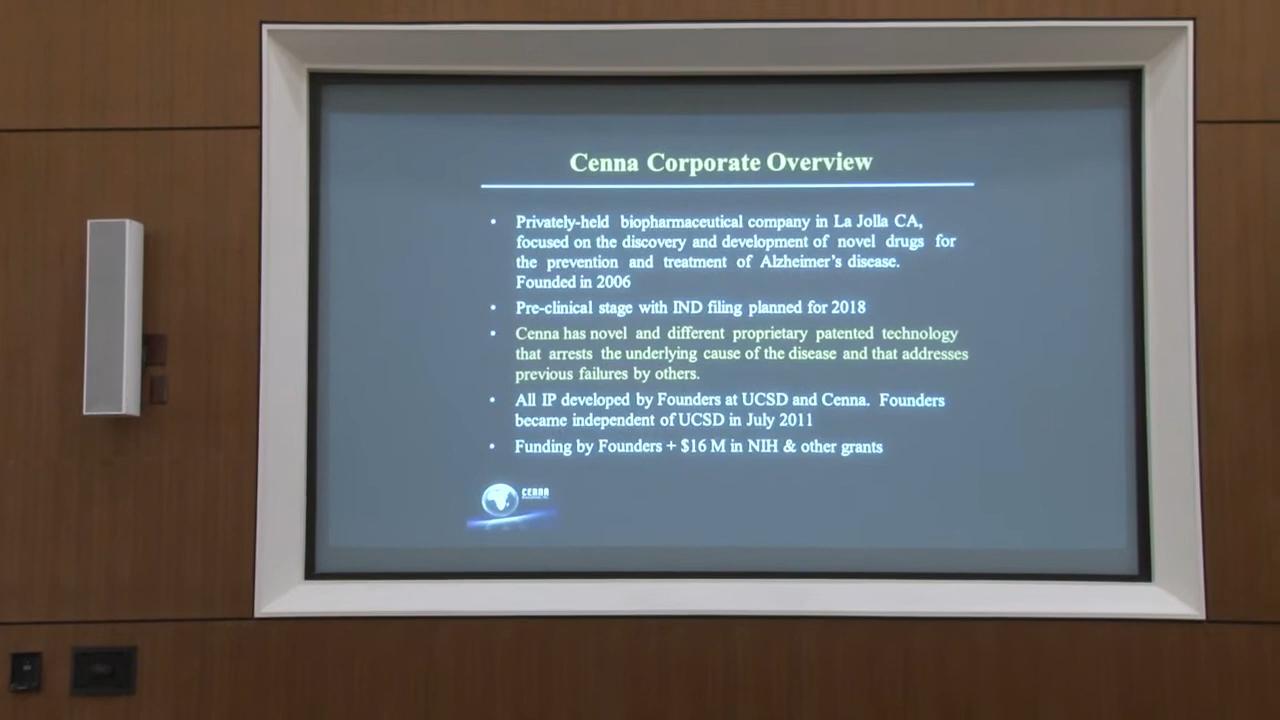 Cenna Corporate Overview
• Privately-held biopharmaceutical company in La Jolla CA,
focused on the discovery and development of novel drugs for
the prevention and treatment of Alzheimer's disease.
Founded in 2006
• Pre-clinical stage with IND filing planned for 2018
• Cenna has novel and different proprietary patented technology
that arrests the underlying cause of the disease and that addresses
previous failures by others.
• All IP developed by Founders at UCSD and Cenna. Founders
became independent of UCSD in July 2011
• Funding by Founders + $16 M in NIH & other grants
CENNA